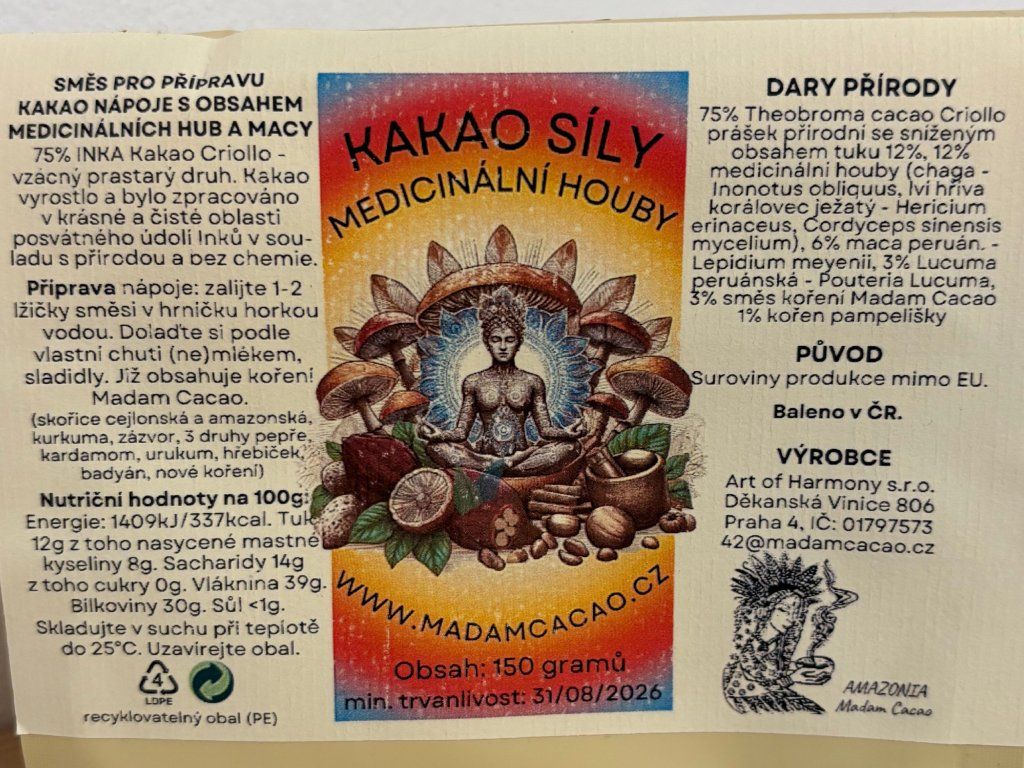 SMĚS PRO PŘÍPRAVU
KAKAO NÁPOJE S OBSAHEM
MEDICINÁLNÍCH HUB A MACY
75% INKA Kakao Criollo -
vzácný prastarý druh. Kakao
vyrostlo a bylo zpracováno
v krásné a čisté oblasti
posvátného údolí Inků v sou-
ladu s přírodou a bez chemie.
Příprava nápoje: zalijte 1-2
lžičky směsi v hrníčku horkou
vodou. Dolaďte si podle
vlastní chuti (ne)mlékem,
sladidly. Již obsahuje koření
Madam Cacao.
(skořice cejlonská a amazonská,
kurkuma, zázvor, 3 druhy pepře,
kardamom, urukum, hřebíček,
badyán, nové koření)
Nutriční hodnoty na 100g:
Energie: 1409kJ/337kcal. Tuk
12g z toho nasycené mastné
kyseliny 8g. Sacharidy 14g
z toho cukry 0g. Vláknina 39g.
Bílkoviny 30g. Sůl <1g.
Skladujte v suchu při teplotě
do 25°C. Uzavírejte obal.
4
LDPE
recyklovatelný obal (PE)
KAKAO SÍLY
MEDICINÁLNÍ HOUBY
WWW.MADAMCACAO.CZ
Obsah: 150 gramů
min. trvanlivost: 31/08/2026
DARY PŘÍRODY
75% Theobroma cacao Criollo
prášek přírodní se sníženým
obsahem tuku 12%, 12%
medicinální houby (chaga -
Inonotus obliquus, lví hříva
korálovec ježatý - Hericium
erinaceus, Cordyceps sinensis
mycelium), 6% maca peruán. -
Lepidium meyenii, 3% Lucuma
peruánská - Pouteria Lucuma,
3% směs koření Madam Cacao
1% kořen pampelišky
PŮVOD
Suroviny produkce mimo EU.
Baleno v ČR.
VÝROBCE
Art of Harmony s.r.o.
Děkanská Vinice 806
Praha 4, IČ: 01797573
42@madamcacao.cz
AMAZONIA
Madam Cacao